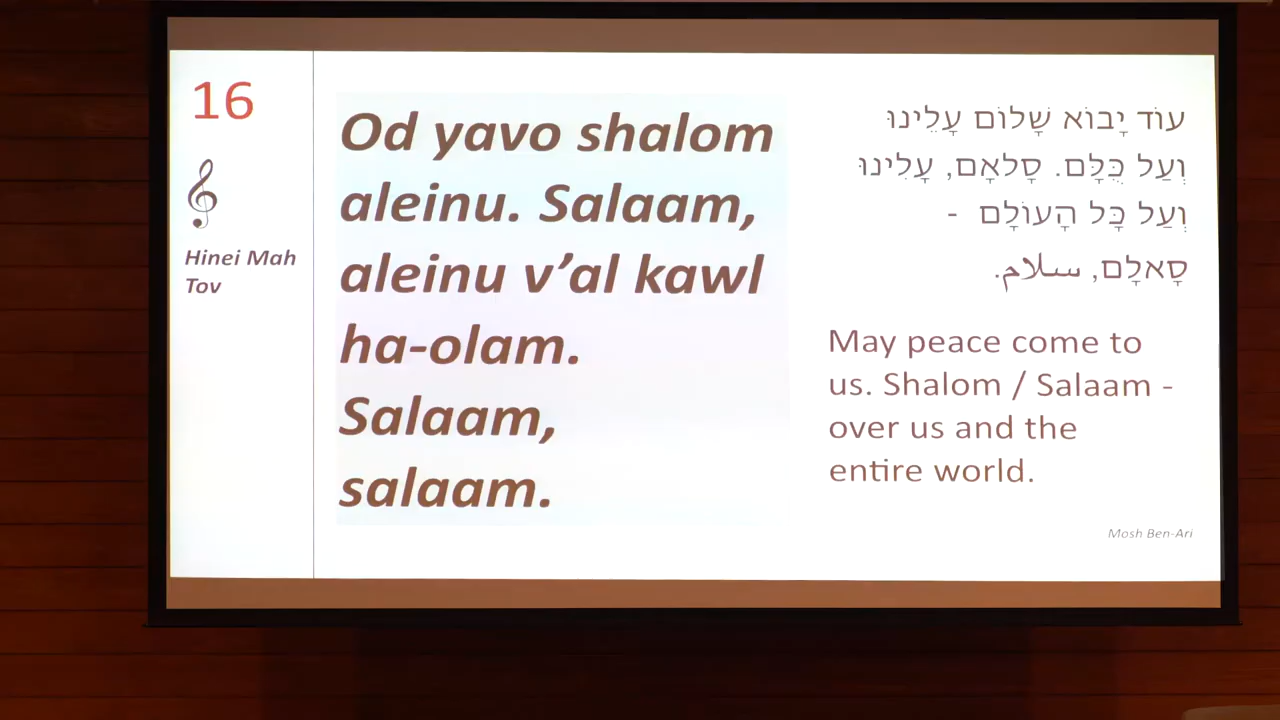 16
Hinei Mah
Tov
Od yavo shalom
aleinu. Salaam,
aleinu v’al kawl
ha-olam.
Salaam,
salaam.
עוֹד יָבוֹא שָׁלוֹם עָלֵינוּ
וְעַל כֻּלָּם. סָלאָם, עָלֵינוּ
וְעַל כָּל הָעוֹלָם -
סָאלָם, سلام.
May peace come to
us. Shalom / Salaam -
over us and the
entire world.
Mosh Ben-Ari